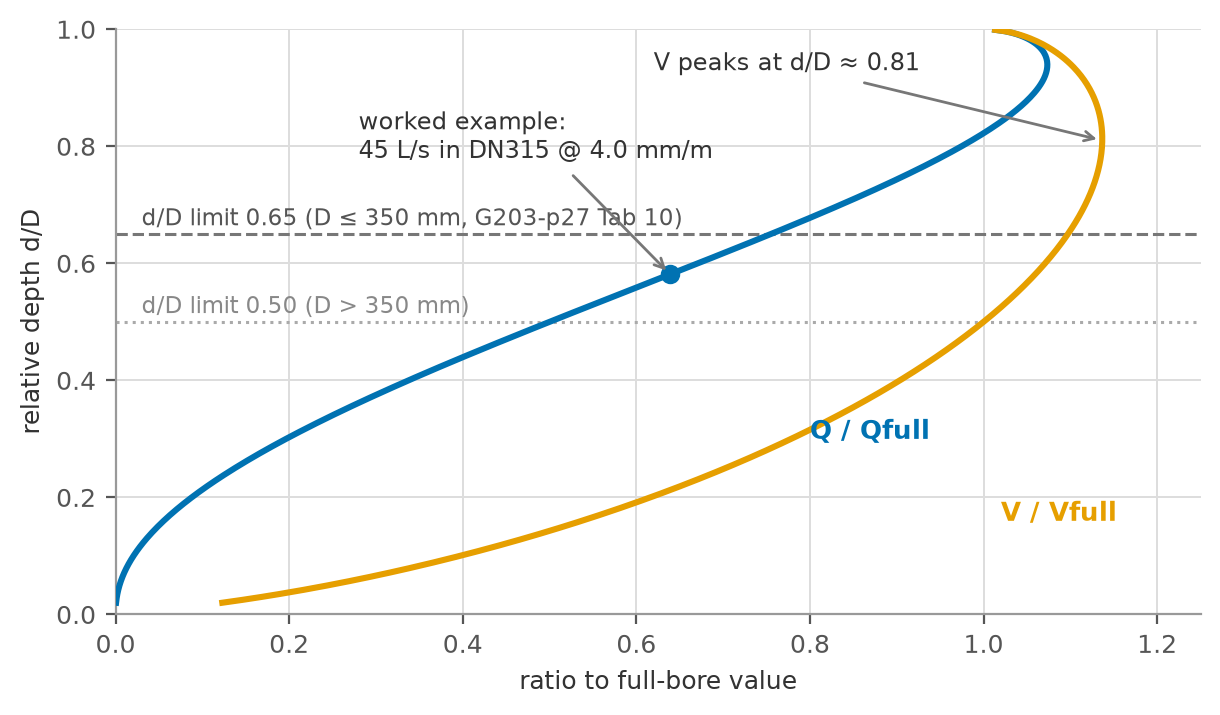 1.0
V peaks at d/D ≈ 0.81
worked example:
45 L/s in DN315 @ 4.0 mm/m
0.8
d/D limit 0.65 (D ≤ 350 mm, G203-p27 Tab 10)
0.6
d/D limit 0.50 (D > 350 mm)
relative depth d/D
0.4
Q / Qfull
0.2
V / Vfull
0.0
0.0 0.2 0.4 0.6 0.8 1.0 1.2
ratio to full-bore value